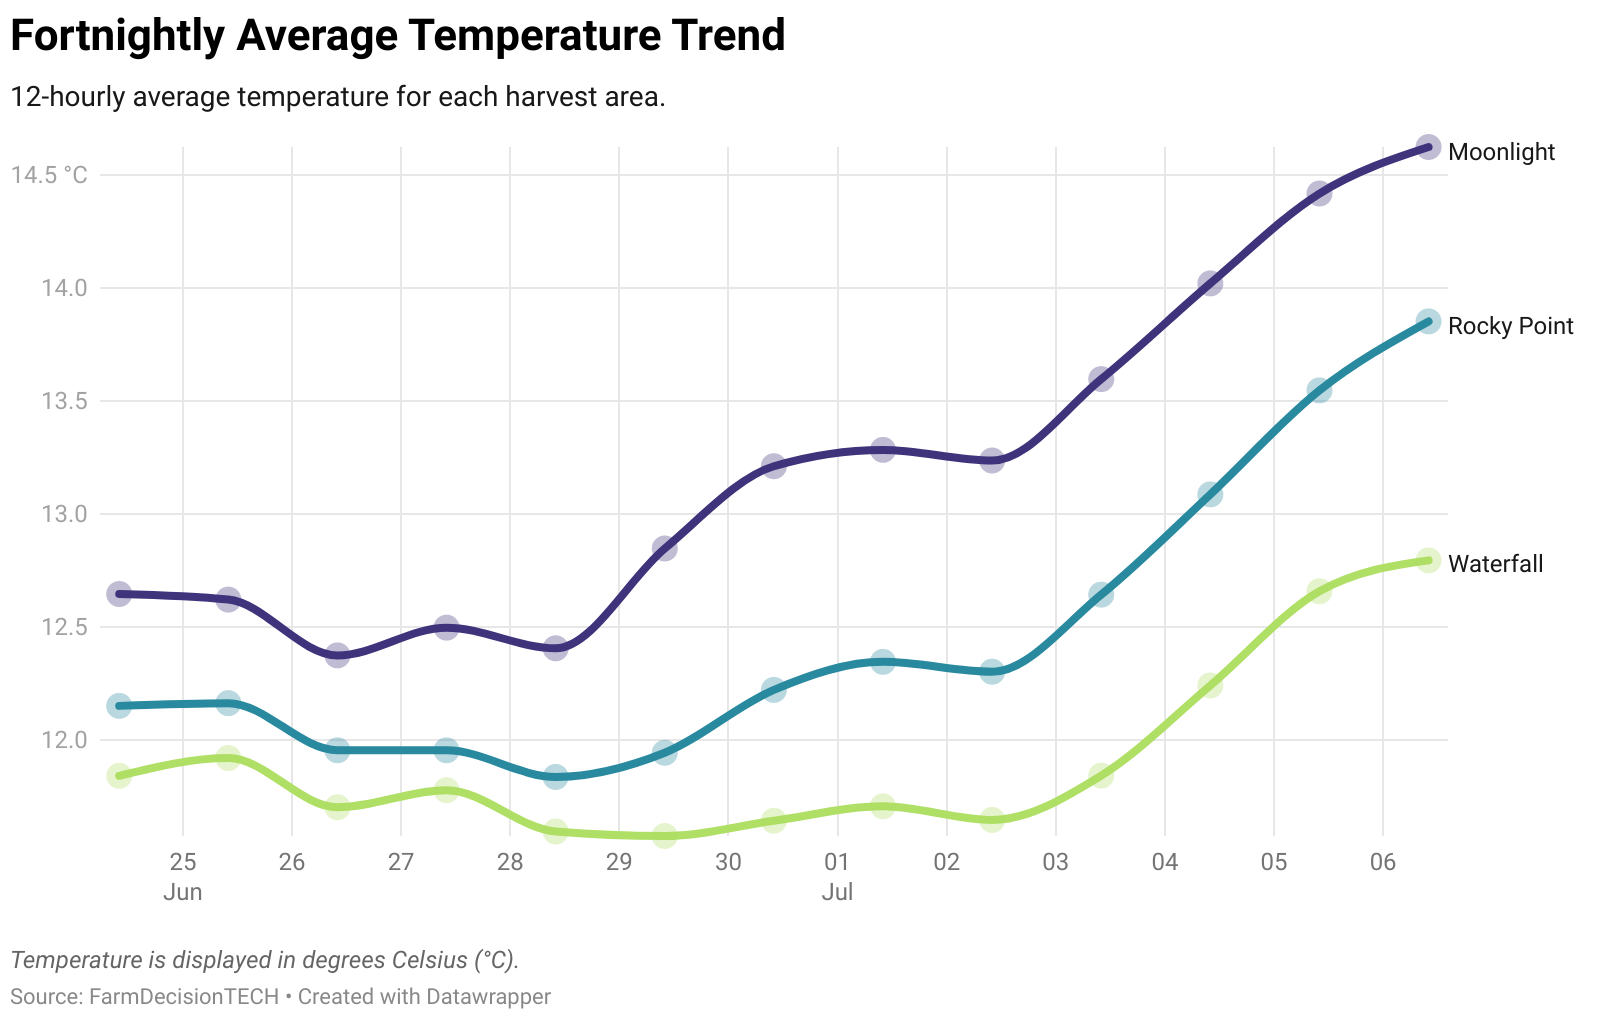 Fortnightly Average Temperature Trend
12-hourly average temperature for each harvest area.
14.5 °C
14.0
13.5
13.0
12.5
12.0
Moonlight
Rocky Point
Waterfall
25 26 27 28 29 30 01 02 03 04 05 06
Jun Jul
Temperature is displayed in degrees Celsius (°C).
Source: FarmDecisionTECH • Created with Datawrapper